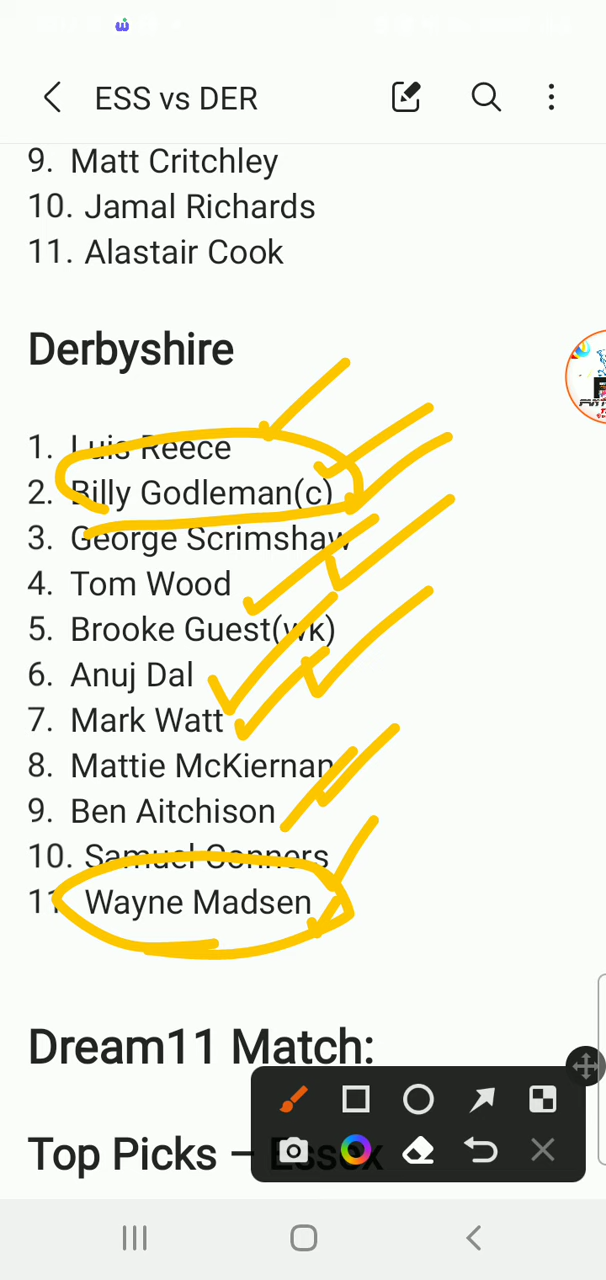 ESS vs DER
9. Matt Critchley
10. Jamal Richards
11. Alastair Cook
Derbyshire
1. Luis Reece
2. Billy Godleman(c)
3. George Scrimshaw
4. Tom Wood
5. Brooke Guest(wk)
6. Anuj Dal
7. Mark Watt
8. Mattie McKiernan
9. Ben Aitchison
10. Samuel Conners
11. Wayne Madsen
Dream11 Match:
Top Picks – Essex